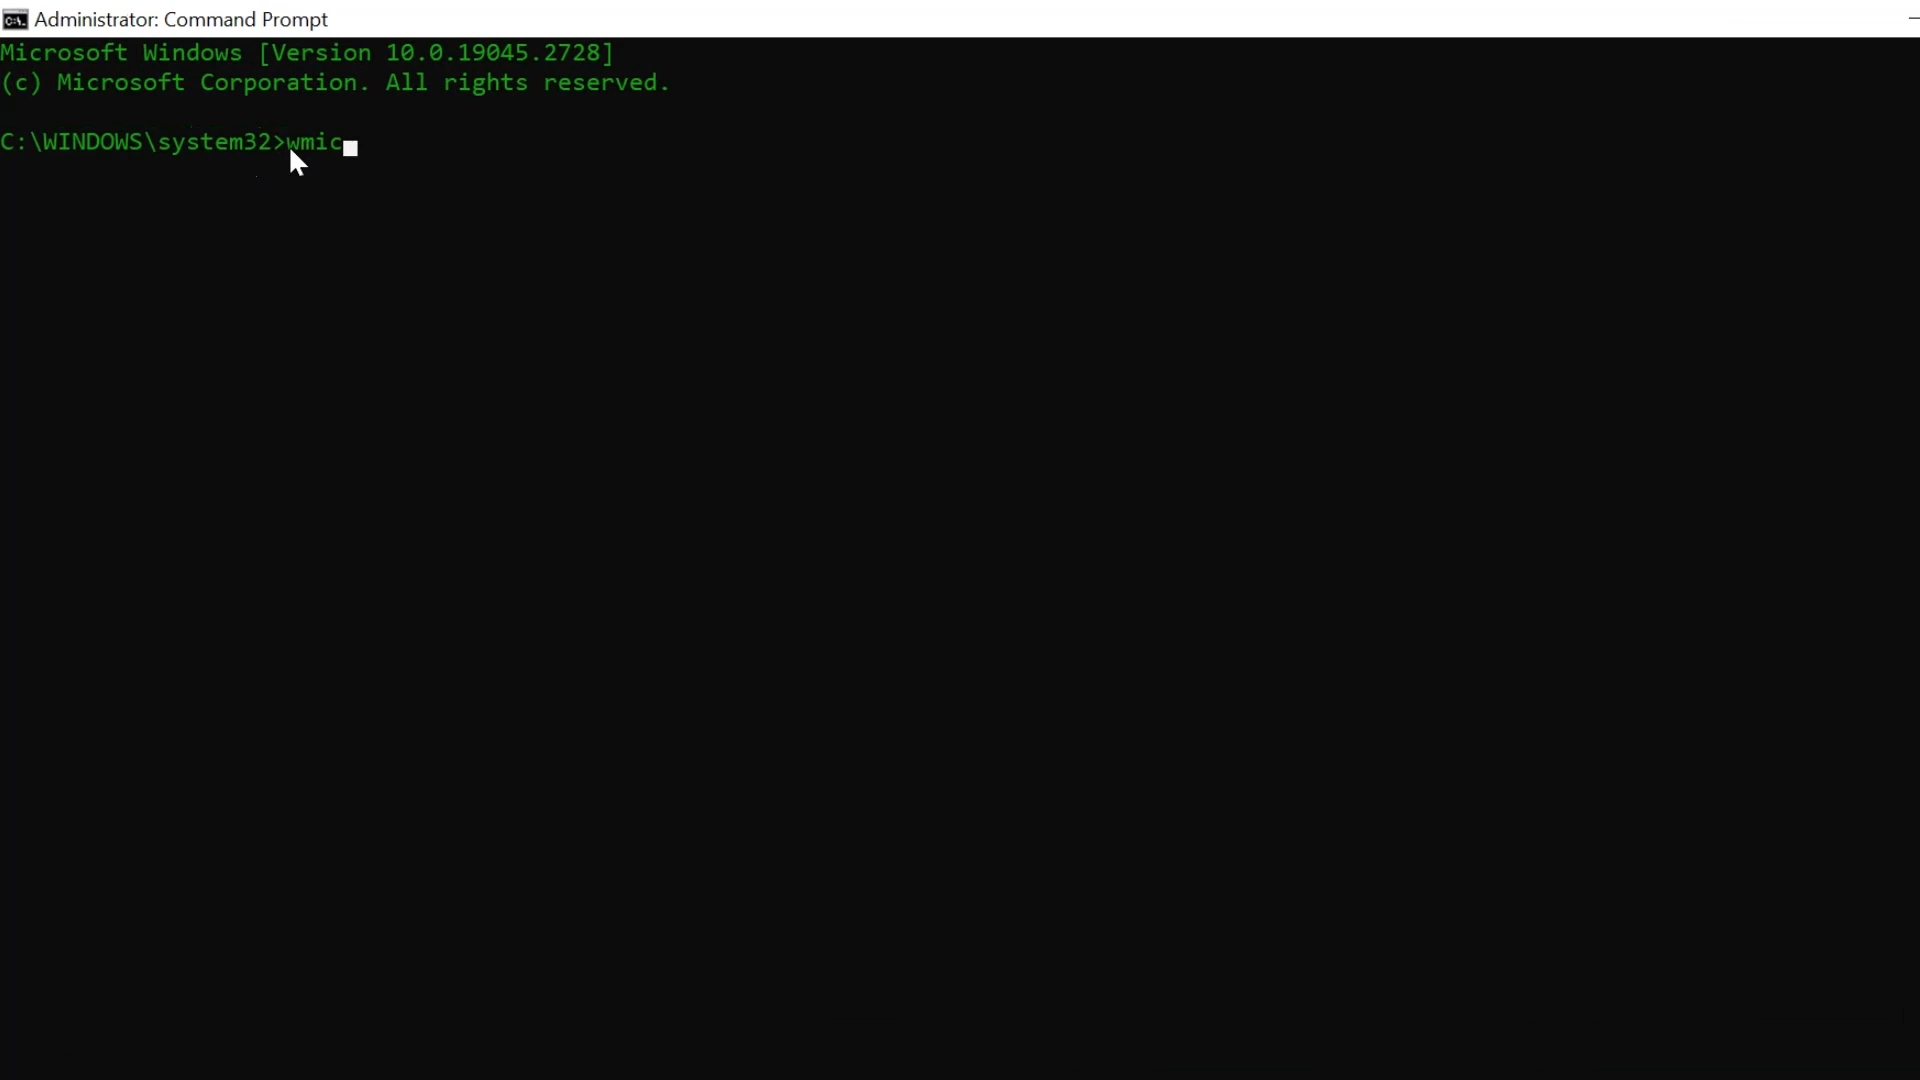 Administrator: Command Prompt
Microsoft Windows [Version 10.0.19045.2728]
(c) Microsoft Corporation. All rights reserved.
C:\WINDOWS\system32>wmic